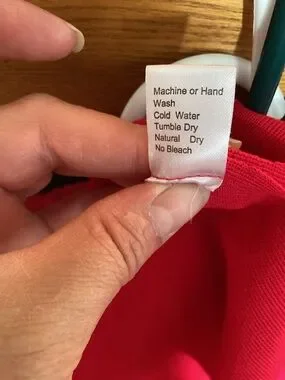 Machine or Hand
Wash
Cold Water
Tumble Dry
Natural Dry
No Bleach